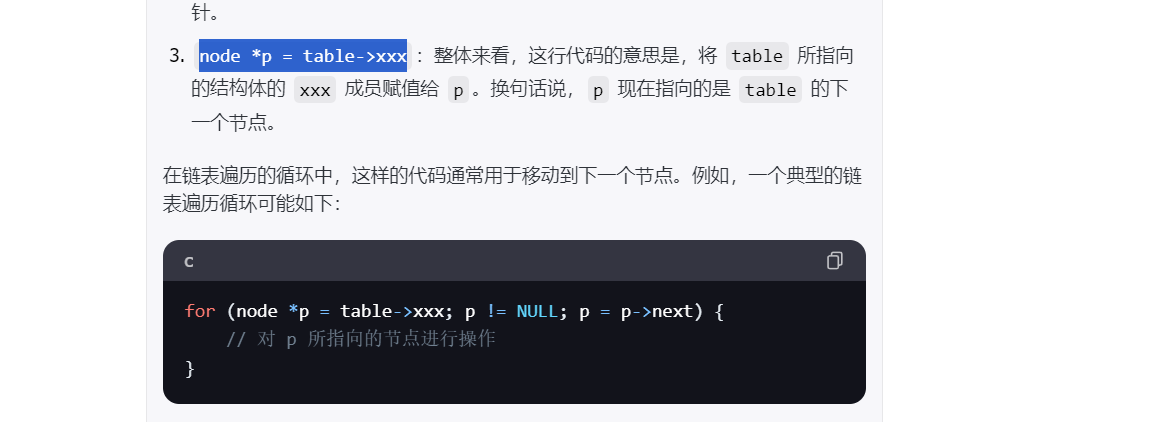 针。
3. node *p = table->xxx : 整体来看，这行代码的意思是，将 table 所指向
的结构体的 xxx 成员赋值给 p 。换句话说， p 现在指向的是 table 的下
一个节点。
在链表遍历的循环中，这样的代码通常用于移动到下一个节点。例如，一个典型的链
表遍历循环可能如下：
c
for (node *p = table->xxx; p != NULL; p = p->next) {
// 对 p 所指向的节点进行操作
}